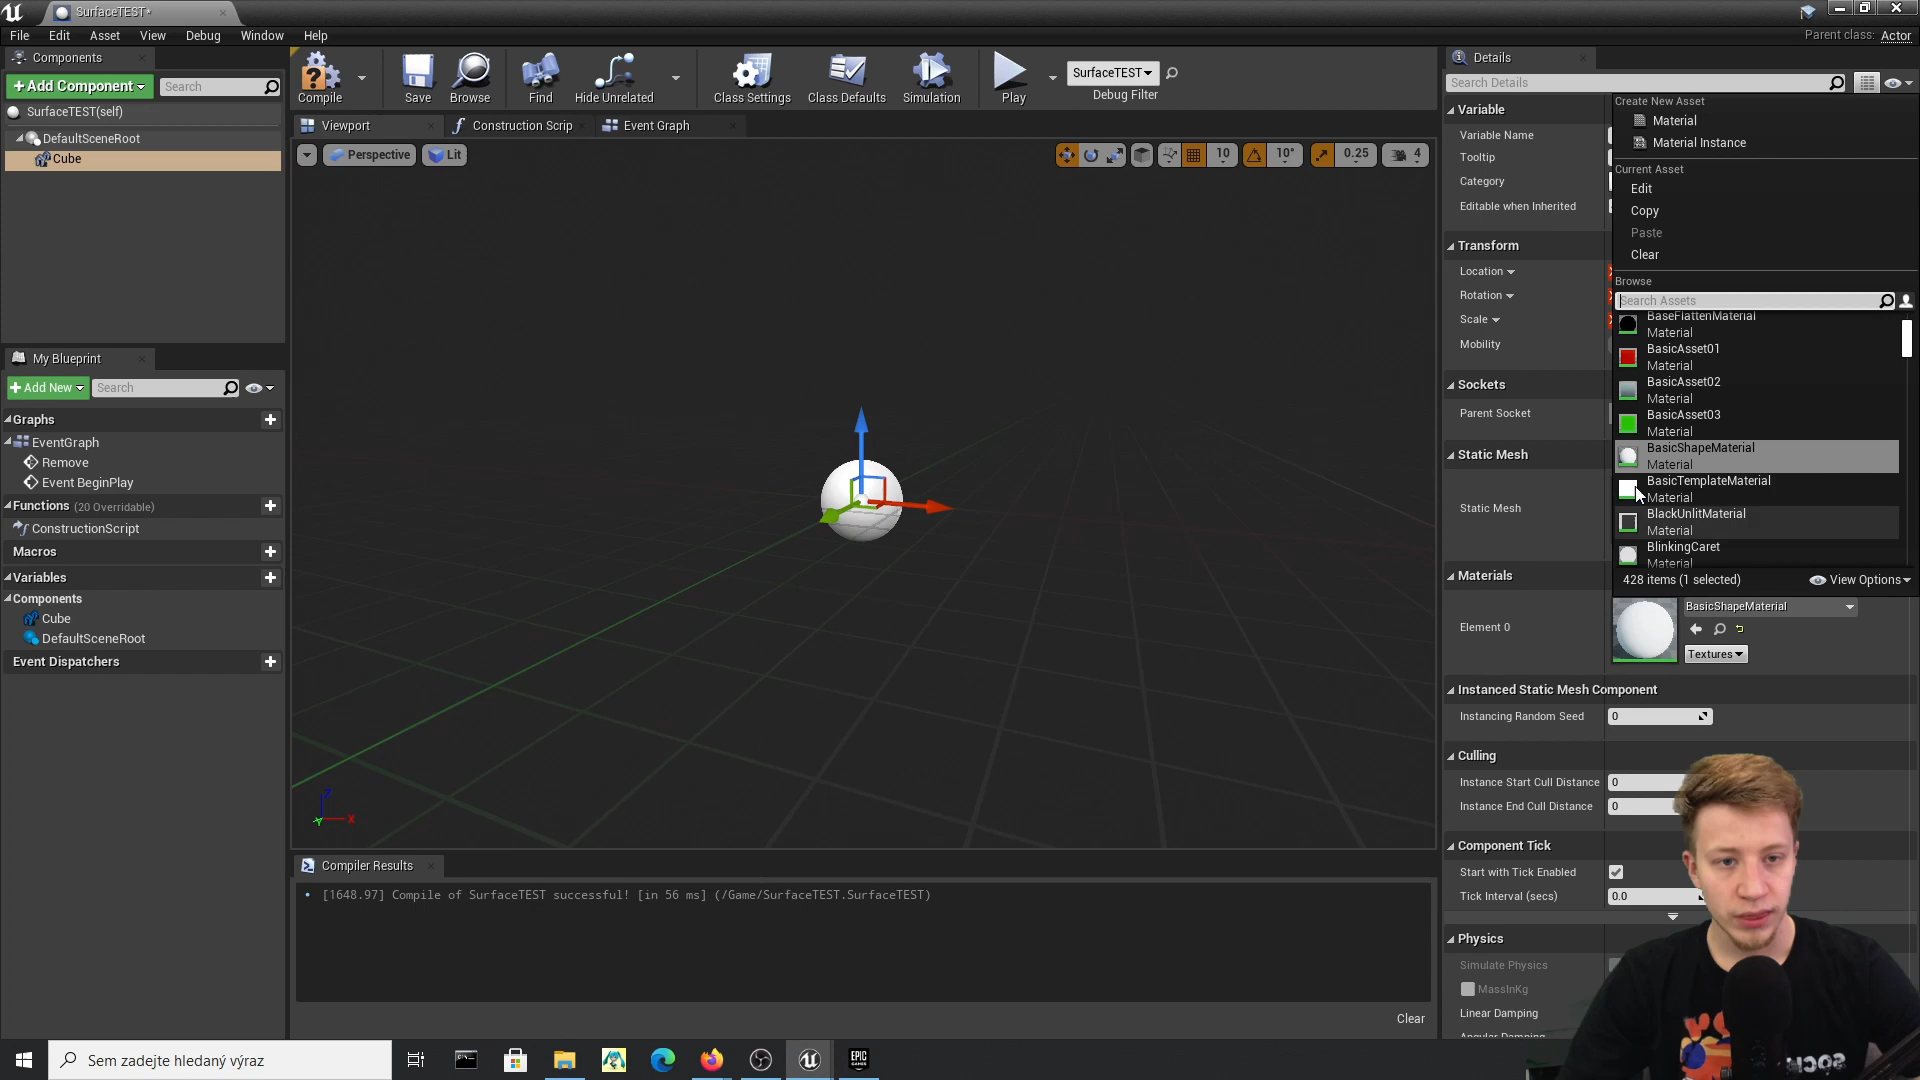 SurfaceTEST*
File Edit Asset View Debug Window Help
Parent class: Actor
Components
+Add Component Search
SurfaceTEST(self)
DefaultSceneRoot
Cube
My Blueprint
+Add New Search
Graphs
EventGraph
Remove
Event BeginPlay
Functions (20 Overridable)
ConstructionScript
Macros
Variables
Components
Cube
DefaultSceneRoot
Event Dispatchers
Compile Save Browse Find Hide Unrelated Class Settings Class Defaults Simulation Play
SurfaceTEST
Debug Filter
Viewport Construction Scrip Event Graph
Perspective Lit 10 10° 0.25 4
Z
X
Y
Compiler Results
[1648.97] Compile of SurfaceTEST successful! [in 56 ms] (/Game/SurfaceTEST.SurfaceTEST)
Clear
Details
Search Details
Variable
Variable Name
Tooltip
Category
Editable when Inherited
Transform
Location
Rotation
Scale
Mobility
Sockets
Parent Socket
Static Mesh
Static Mesh
Materials
Element 0
BasicShapeMaterial
Textures
Instanced Static Mesh Component
Instancing Random Seed 0
Culling
Instance Start Cull Distance 0
Instance End Cull Distance 0
Component Tick
Start with Tick Enabled
Tick Interval (secs) 0.0
Physics
Simulate Physics
MassInKg
Linear Damping
Angular Damping
Create New Asset
Material
Material Instance
Current Asset
Edit
Copy
Paste
Clear
Browse
Search Assets
BaseFlattenMaterial
Material
BasicAsset01
Material
BasicAsset02
Material
BasicAsset03
Material
BasicShapeMaterial
Material
BasicTemplateMaterial
Material
BlackUnlitMaterial
Material
BlinkingCaret
Material
428 items (1 selected) View Options
Sem zadejte hledaný výraz
EPIC
GAMES